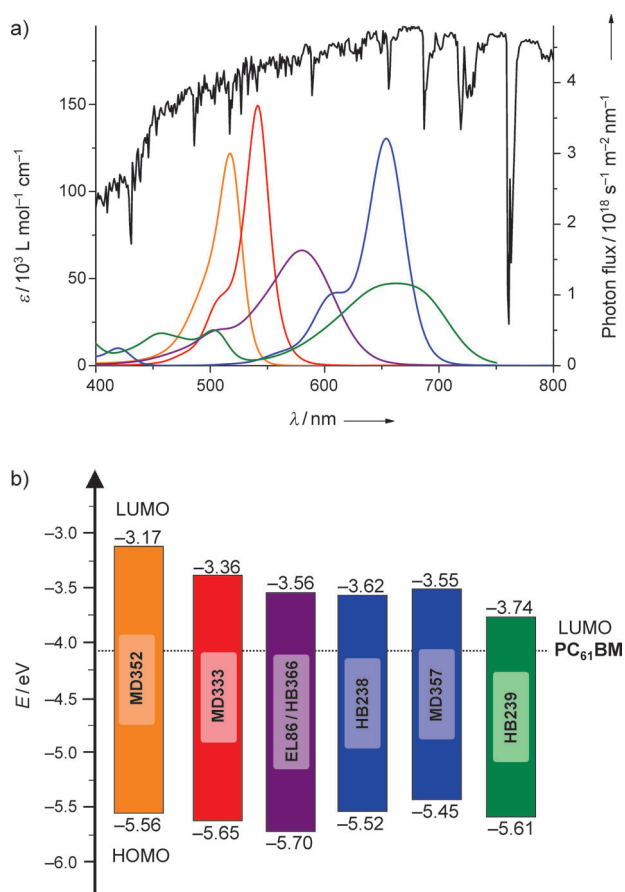 a)
ε / 10³ L mol⁻¹ cm⁻¹
150
100
50
0
4
3
2
1
0
Photon flux / 10¹⁸ s⁻¹ m⁻² nm⁻¹
400 500 600 700 800
λ / nm
b)
LUMO
–3.0
–3.5
–4.0
–4.5
–5.0
–5.5
–6.0
E / eV
–3.17 –3.36 –3.56 –3.62 –3.55 –3.74
MD352 MD333 EL86 / HB366 HB238 MD357 HB239
LUMO
PC₆₁BM
–5.56 –5.65 –5.70 –5.52 –5.45 –5.61
HOMO